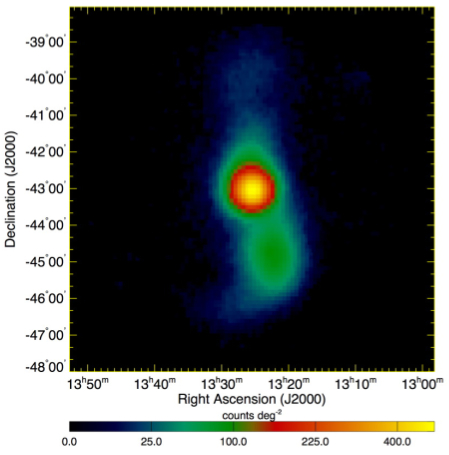 Declination (J2000)
-39°00'
-40°00'
-41°00'
-42°00'
-43°00'
-44°00'
-45°00'
-46°00'
-47°00'
-48°00'
13ʰ50ᵐ 13ʰ40ᵐ 13ʰ30ᵐ 13ʰ20ᵐ 13ʰ10ᵐ 13ʰ00ᵐ
Right Ascension (J2000)
counts deg⁻²
0.0 25.0 100.0 225.0 400.0